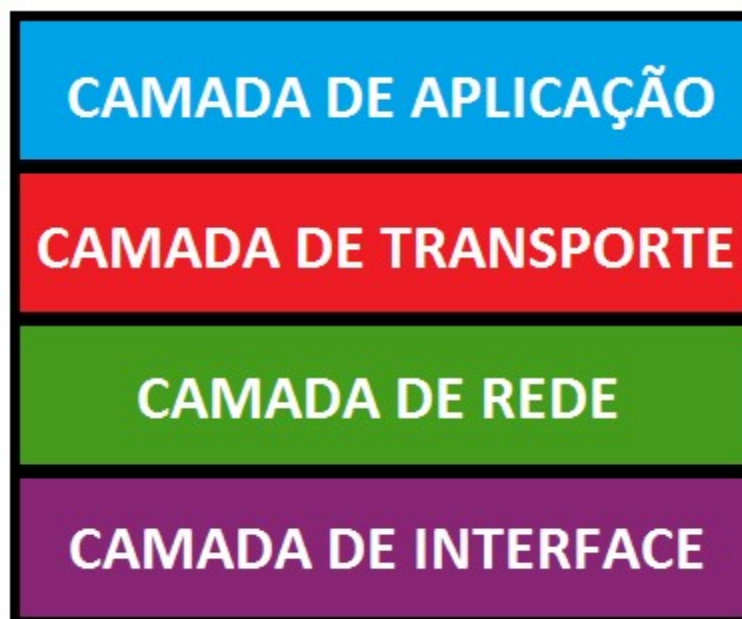 CAMADA DE APLICAÇÃO
CAMADA DE TRANSPORTE
CAMADA DE REDE
CAMADA DE INTERFACE